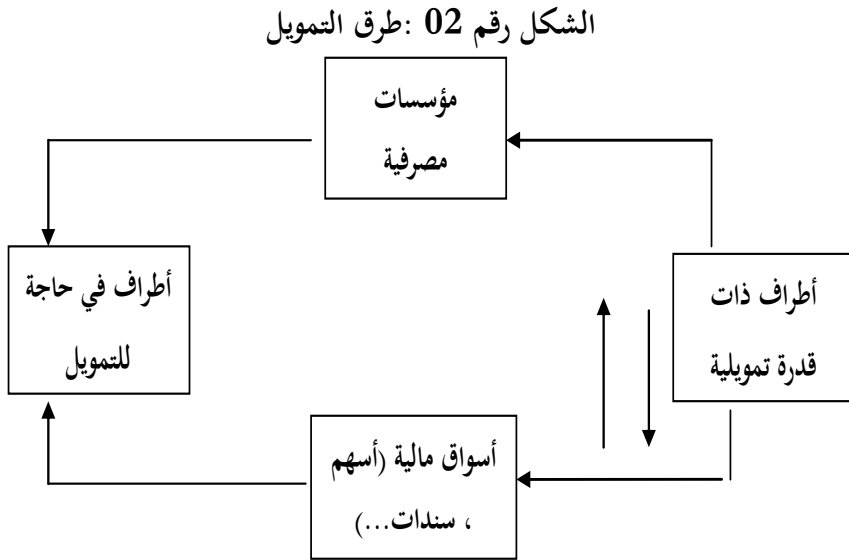 الشكل رقم 02 :طرق التمويل
مؤسسات
مصرفية
أطراف ذات
قدرة تمويلية
أطراف في حاجة
للتمويل
أسواق مالية (أسهم
، سندات...)